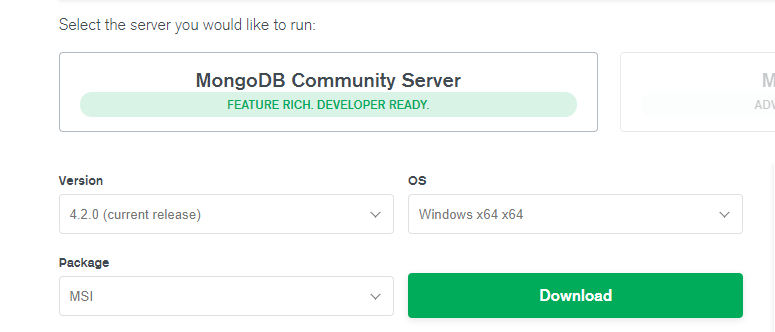 Select the server you would like to run:
MongoDB Community Server
FEATURE RICH. DEVELOPER READY.
M
ADV
Version
OS
4.2.0 (current release)
Windows x64 x64
Package
MSI
Download